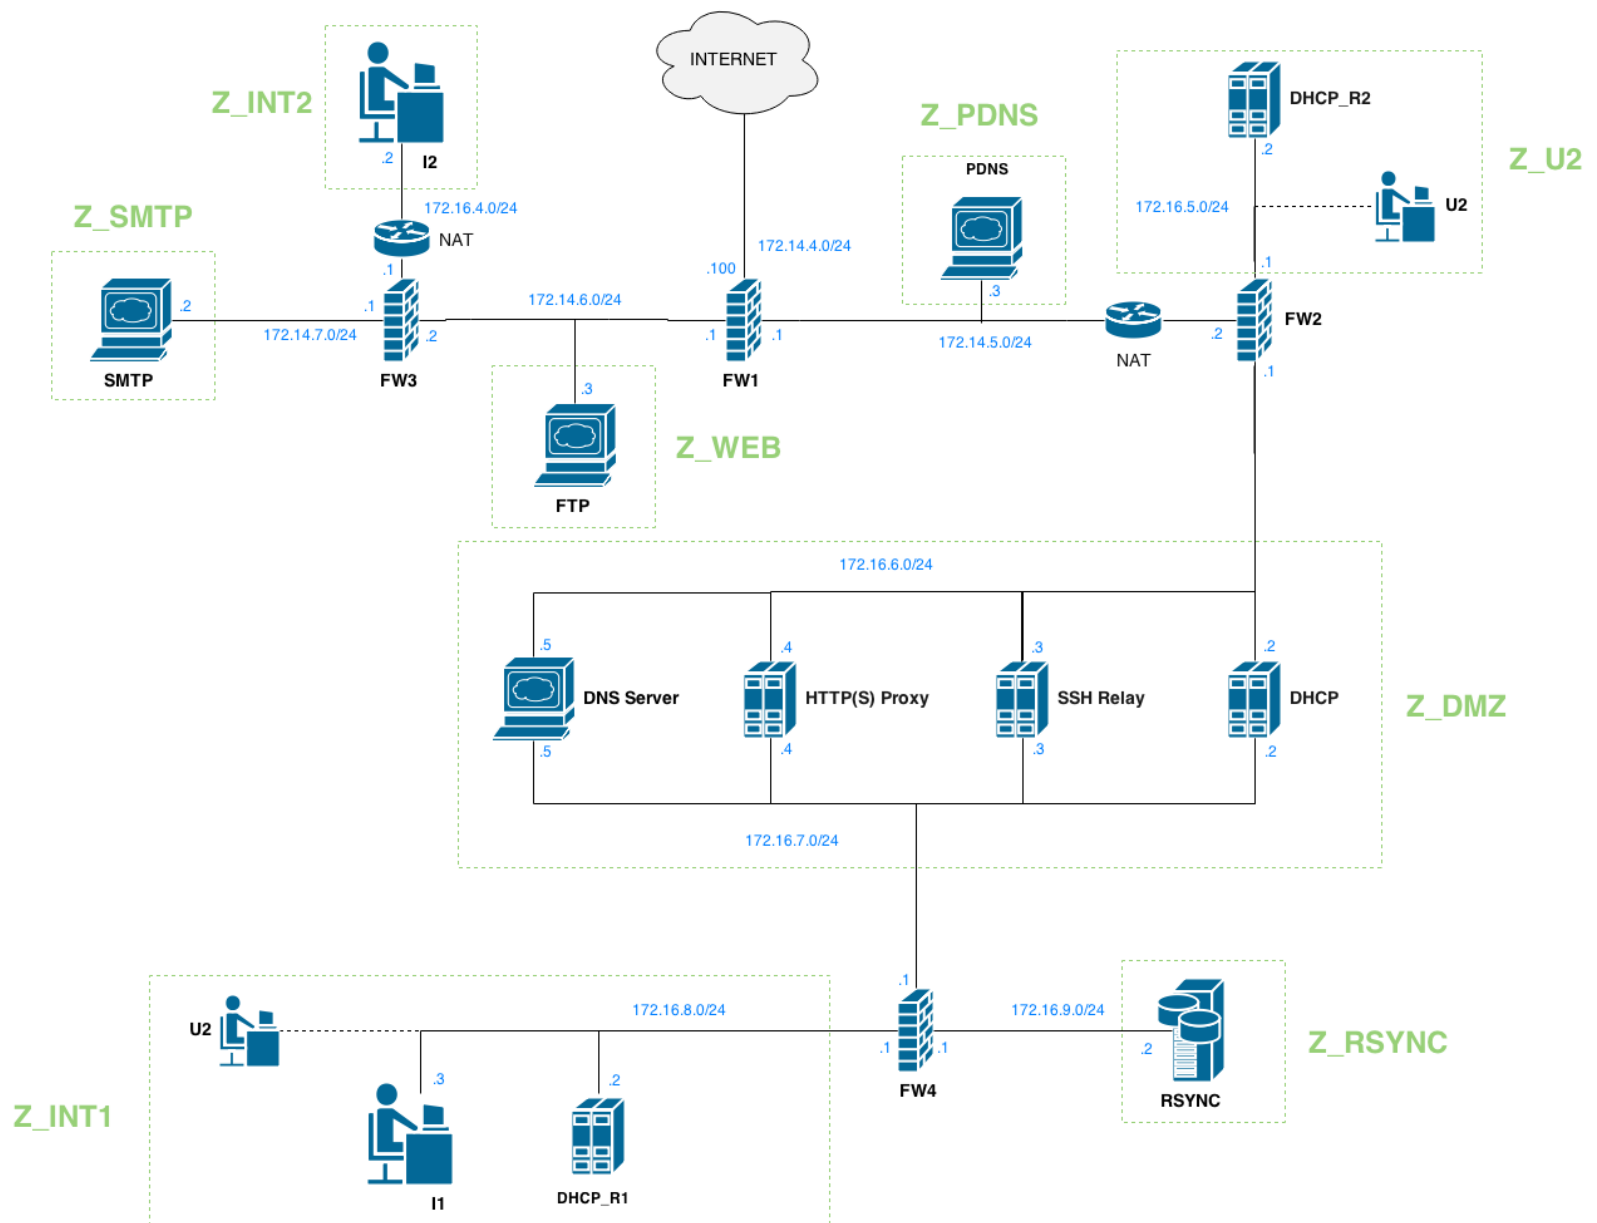 INTERNET
DHCP_R2
Z_INT2
Z_PDNS
.2
I2
.2
Z_U2
PDNS
172.16.4.0/24
172.16.5.0/24
U2
Z_SMTP
NAT
172.14.4.0/24
.1
.100
.1
.3
.2
.1
172.14.6.0/24
FW2
172.14.7.0/24
.2
.1
.1
172.14.5.0/24
.2
NAT
SMTP
FW3
FW1
.1
.3
Z_WEB
FTP
172.16.6.0/24
.5
.4
.3
.2
DNS Server
HTTP(S) Proxy
SSH Relay
DHCP
Z_DMZ
.5
.4
.3
.2
172.16.7.0/24
.1
U2
172.16.8.0/24
172.16.9.0/24
.1
.1
.2
Z_RSYNC
.3
.2
FW4
RSYNC
Z_INT1
I1
DHCP_R1